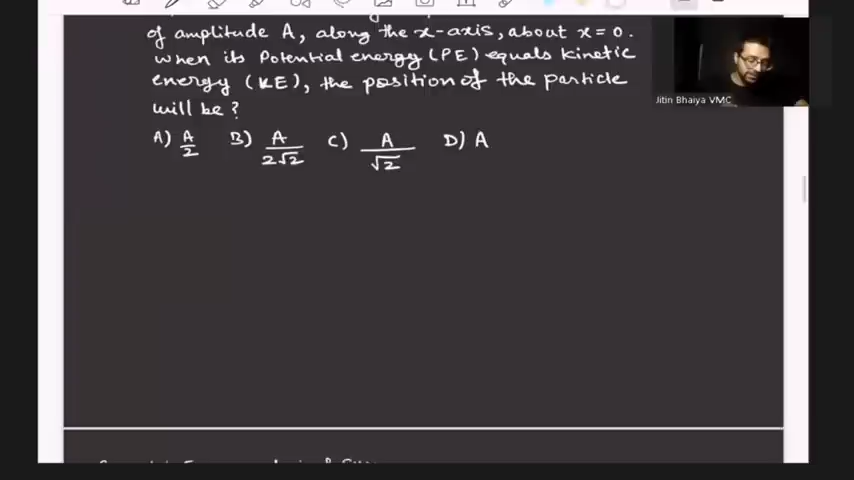 of amplitude A, along the x-axis, about x = 0.
when its Potential energy (PE) equals kinetic
energy (KE), the position of the particle
will be ?
A) A/2 B) A/2√2 C) A/√2 D) A
Jitin Bhaiya VMC